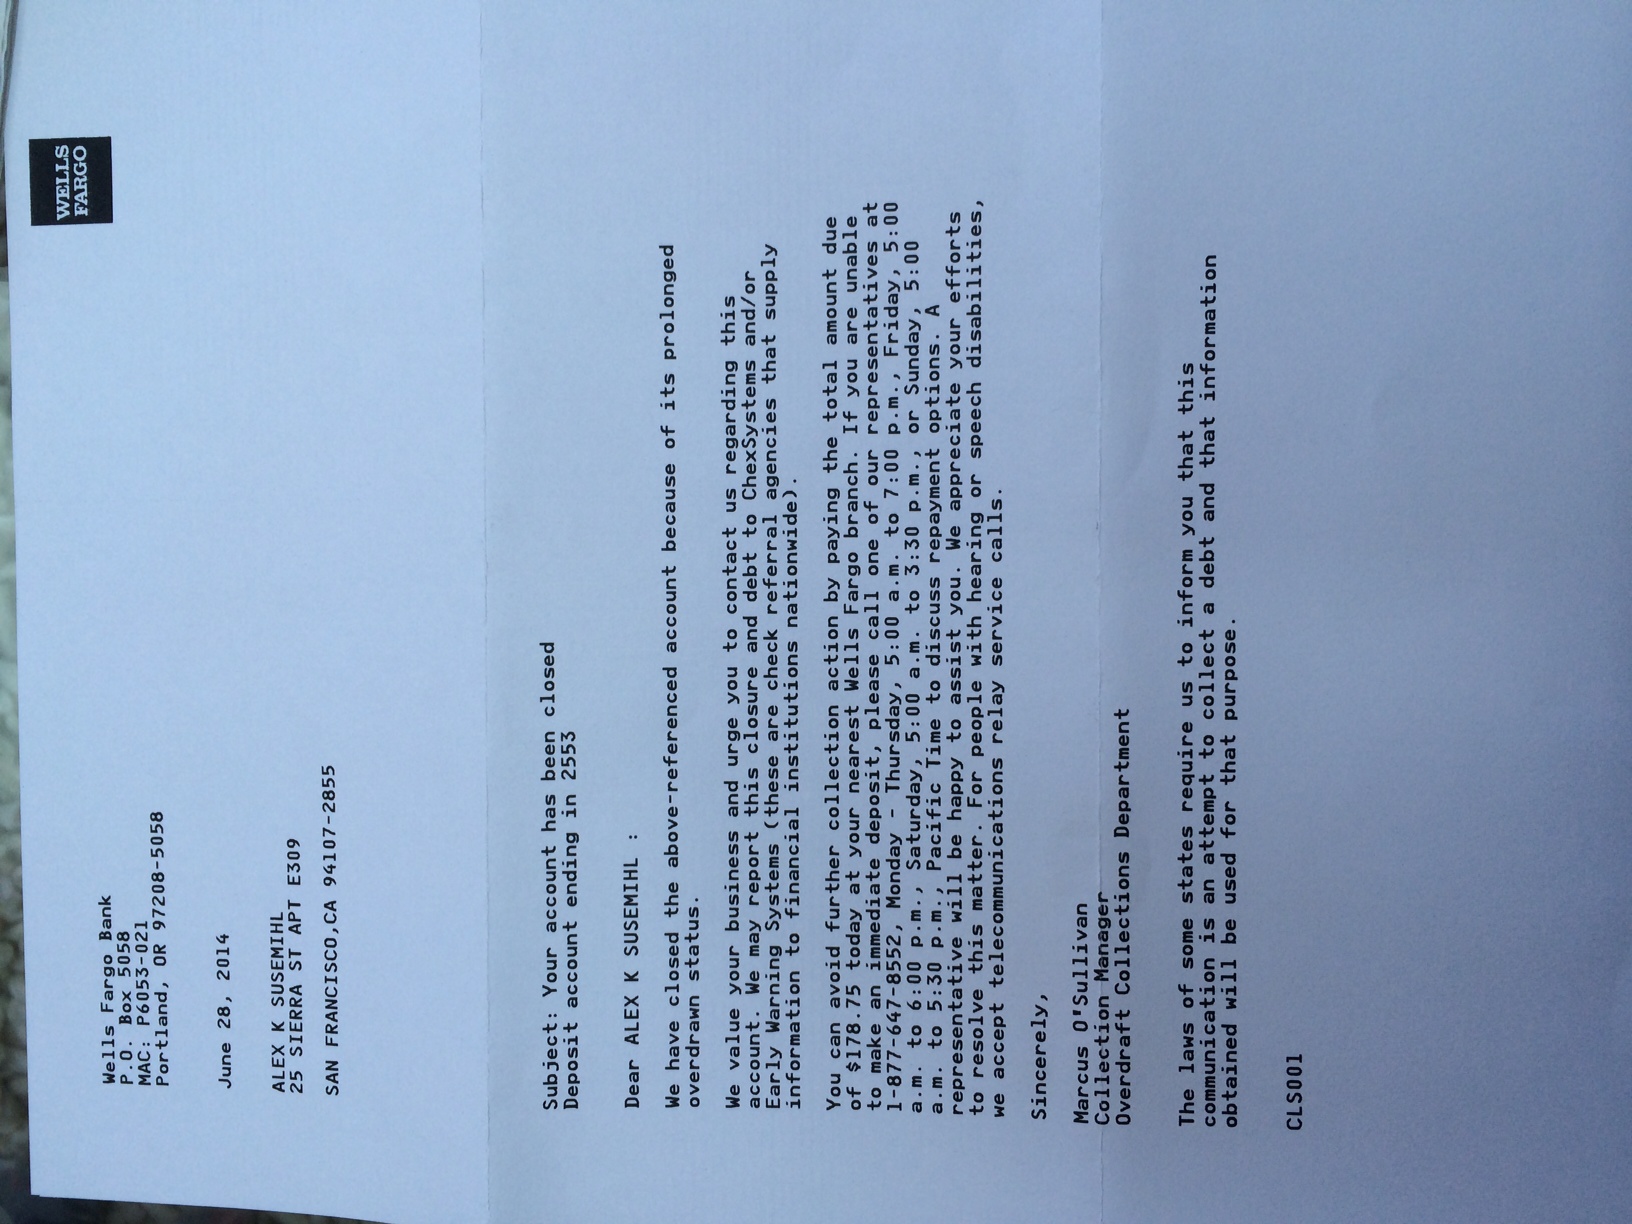 WELLS
FARGO
Wells Fargo Bank
P.O. Box 5058
MAC: P6053-021
Portland, OR 97208-5058
June 28, 2014
ALEX K SUSEMIHL
25 SIERRA ST APT E309
SAN FRANCISCO,CA 94107-2855
Subject: Your account has been closed
Deposit account ending in 2553
Dear ALEX K SUSEMIHL :
We have closed the above-referenced account because of its prolonged
overdrawn status.
We value your business and urge you to contact us regarding this
account. We may report this closure and debt to ChexSystems and/or
Early Warning Systems (these are check referral agencies that supply
information to financial institutions nationwide).
You can avoid further collection action by paying the total amount due
of $178.75 today at your nearest Wells Fargo branch. If you are unable
to make an immediate deposit, please call one of our representatives at
1-877-647-8552, Monday - Thursday, 5:00 a.m. to 7:00 p.m., Friday, 5:00
a.m. to 6:00 p.m., Saturday, 5:00 a.m. to 3:30 p.m., or Sunday, 5:00
a.m. to 5:30 p.m., Pacific Time to discuss repayment options. A
representative will be happy to assist you. We appreciate your efforts
to resolve this matter. For people with hearing or speech disabilities,
we accept telecommunications relay service calls.
Sincerely,
Marcus O'Sullivan
Collection Manager
Overdraft Collections Department
The laws of some states require us to inform you that this
communication is an attempt to collect a debt and that information
obtained will be used for that purpose.
CLS001